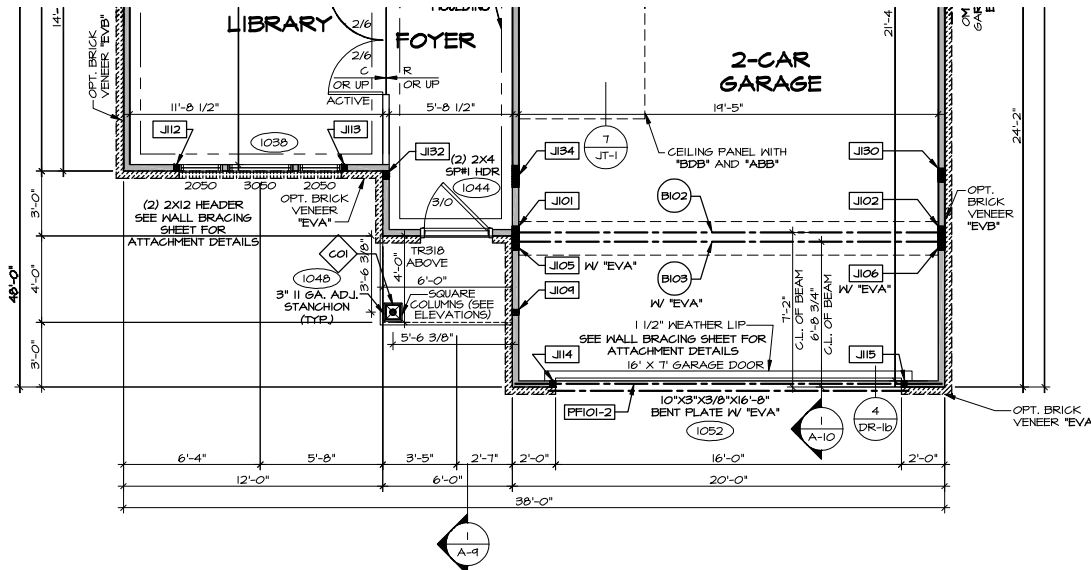 MOULDING
LIBRARY
FOYER
2-CAR
GARAGE
14'-
21'-4
OPT. BRICK
VENEER "EVB"
2/6
2/6
C
R
OR UP
OR UP
ACTIVE
11'-8 1/2"
5'-8 1/2"
19'-5"
24'-2"
J112
1038
J113
J132
(2) 2X4
SP#1 HDR
1044
7
JT-1
CEILING PANEL WITH
"BDB" AND "ABB"
J134
J130
2050
3050
2050
3/0
OPT. BRICK
VENEER
"EVA"
(2) 2X12 HEADER
SEE WALL BRACING
SHEET FOR
ATTACHMENT DETAILS
J101
B102
J102
OPT.
BRICK
VENEER
"EVB"
3'-0"
48'-0"
4'-0"
3'-0"
CO1
1048
3" 11 GA. ADJ.
STANCHION
(TYP.)
3'-6 3/8"
4'-0"
TR318
ABOVE
6'-0"
SQUARE
COLUMNS (SEE
ELEVATIONS)
5'-6 3/8"
J105
W/ "EVA"
B103
W/ "EVA"
J106
W/ "EVA"
J109
7'-2"
C.L. OF BEAM
6'-8 3/4"
C.L. OF BEAM
1 1/2" WEATHER LIP
SEE WALL BRACING SHEET FOR
ATTACHMENT DETAILS
16' X 7' GARAGE DOOR
J114
J115
PF101-2
10"X3"X3/8"X16'-8"
BENT PLATE W/ "EVA"
1052
1
A-10
4
DR-1b
OPT. BRICK
VENEER "EVA
6'-4"
5'-8"
3'-5"
2'-7"
2'-0"
16'-0"
2'-0"
12'-0"
6'-0"
20'-0"
38'-0"
1
A-9